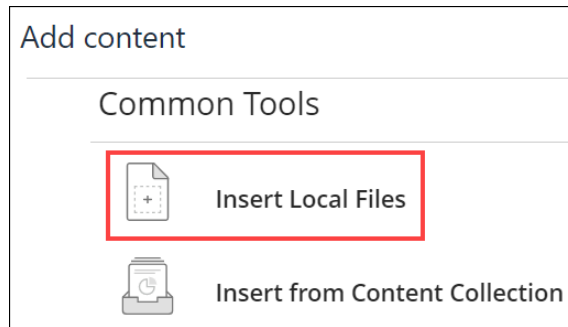 Add content
Common Tools
Insert Local Files
Insert from Content Collection